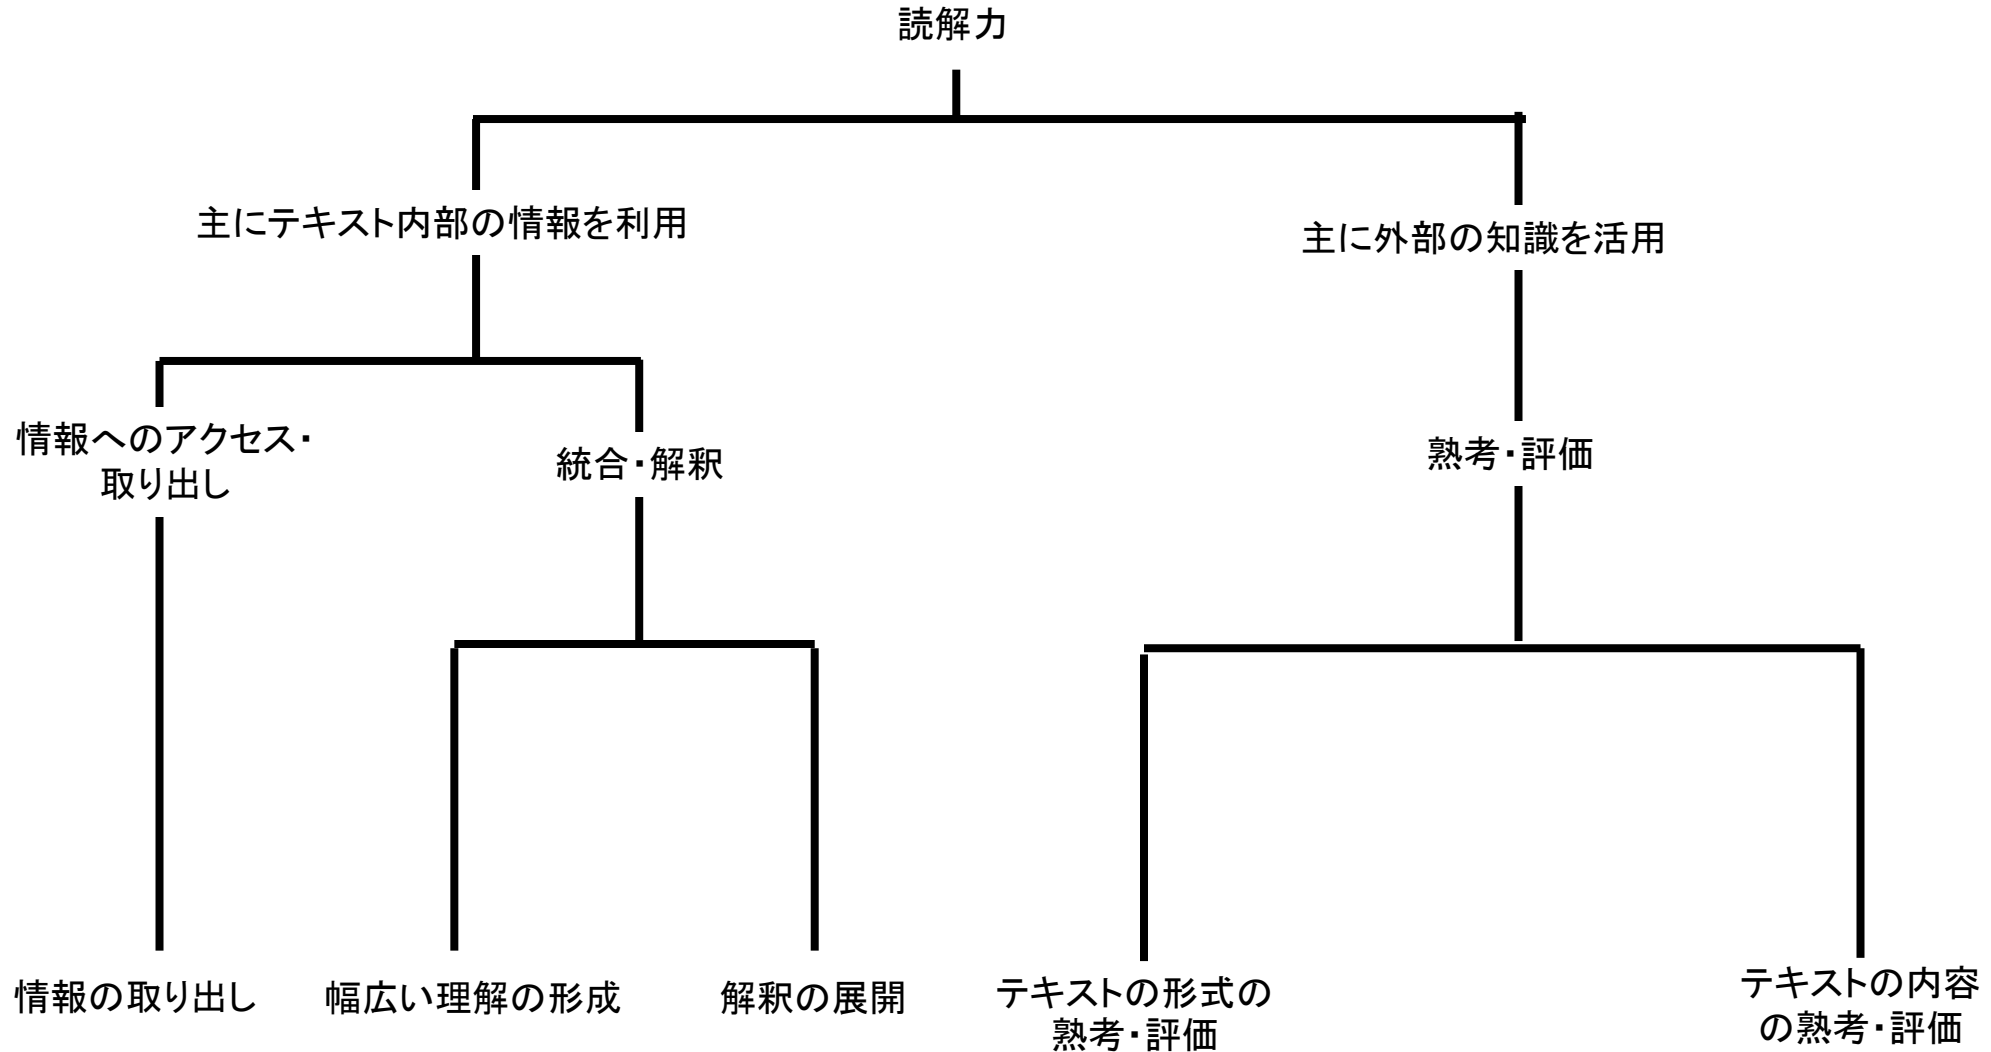 読解力
主にテキスト内部の情報を利用
主に外部の知識を活用
情報へのアクセス・
取り出し
統合・解釈
熟考・評価
情報の取り出し
幅広い理解の形成
解釈の展開
テキストの形式の
熟考・評価
テキストの内容
の熟考・評価